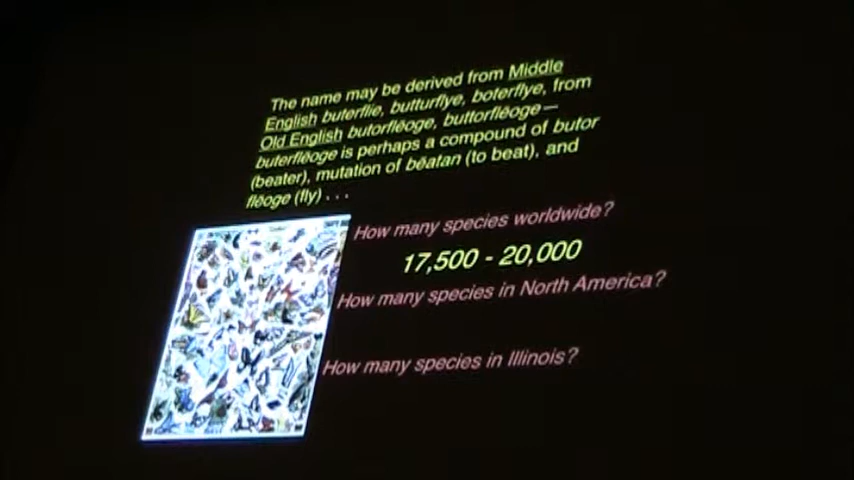 The name may be derived from Middle
English buterflie, butturflye, boterflye, from
Old English butorflēoge, buttorflēoge—
buterflēoge is perhaps a compound of butor
(beater), mutation of bēatan (to beat), and
flēoge (fly) . . .
How many species worldwide?
17,500 - 20,000
How many species in North America?
How many species in Illinois?